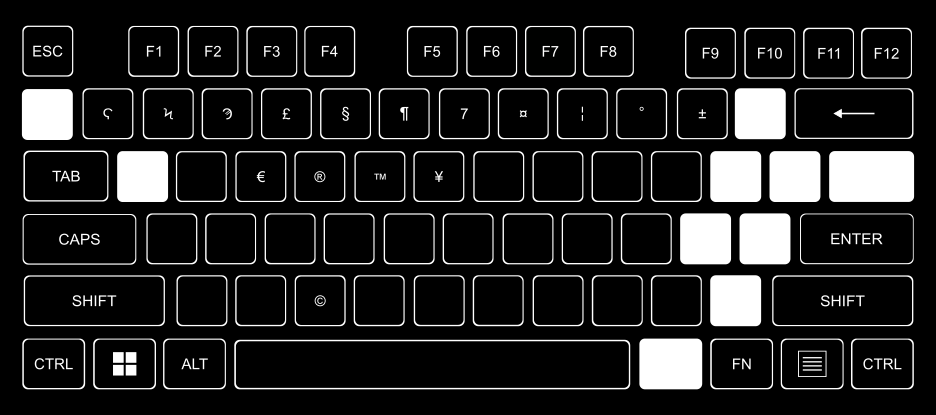 ESC F1 F2 F3 F4 F5 F6 F7 F8 F9 F10 F11 F12
Ϛ Ϟ Ϡ £ § ¶ 7 ¤ ¦ ° ± ←
TAB € ® ™ ¥
CAPS ENTER
SHIFT © SHIFT
CTRL ALT FN CTRL